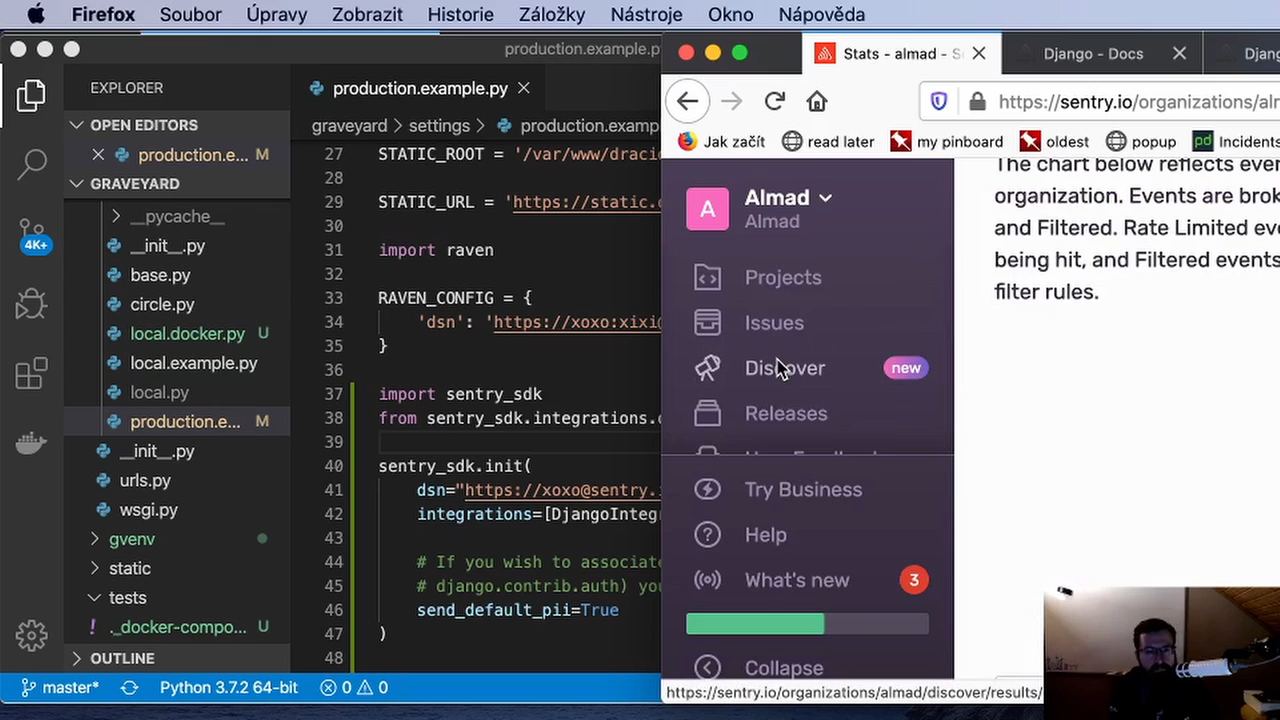 Firefox Soubor Úpravy Zobrazit Historie Záložky Nástroje Okno Nápověda
production.example.p
EXPLORER
OPEN EDITORS
production.e... M
GRAVEYARD
__pycache__
__init__.py
base.py
circle.py
local.docker.py U
local.example.py
local.py
production.e... M
__init__.py
urls.py
wsgi.py
gvenv
static
tests
._docker-compo... U
OUTLINE
4K+
master*
Python 3.7.2 64-bit
0 0
production.example.py
graveyard > settings > production.examp
27 STATIC_ROOT = '/var/www/dracid
28
29 STATIC_URL = 'https://static.
30
31 import raven
32
33 RAVEN_CONFIG = {
34 'dsn': 'https://xoxo:xixi@
35 }
36
37 import sentry_sdk
38 from sentry_sdk.integrations.
39
40 sentry_sdk.init(
41 dsn="https://xoxo@sentry.i
42 integrations=[DjangoInteg
43
44 # If you wish to associate
45 # django.contrib.auth) you
46 send_default_pii=True
47 )
48
Stats - almad - S
Django - Docs
Djang
https://sentry.io/organizations/alm
Jak začít read later my pinboard oldest popup Incidents
A
Almad
Almad
Projects
Issues
Discover new
Releases
Try Business
Help
What's new 3
Collapse
The chart below reflects eve
organization. Events are brok
and Filtered. Rate Limited eve
being hit, and Filtered events
filter rules.
https://sentry.io/organizations/almad/discover/results/